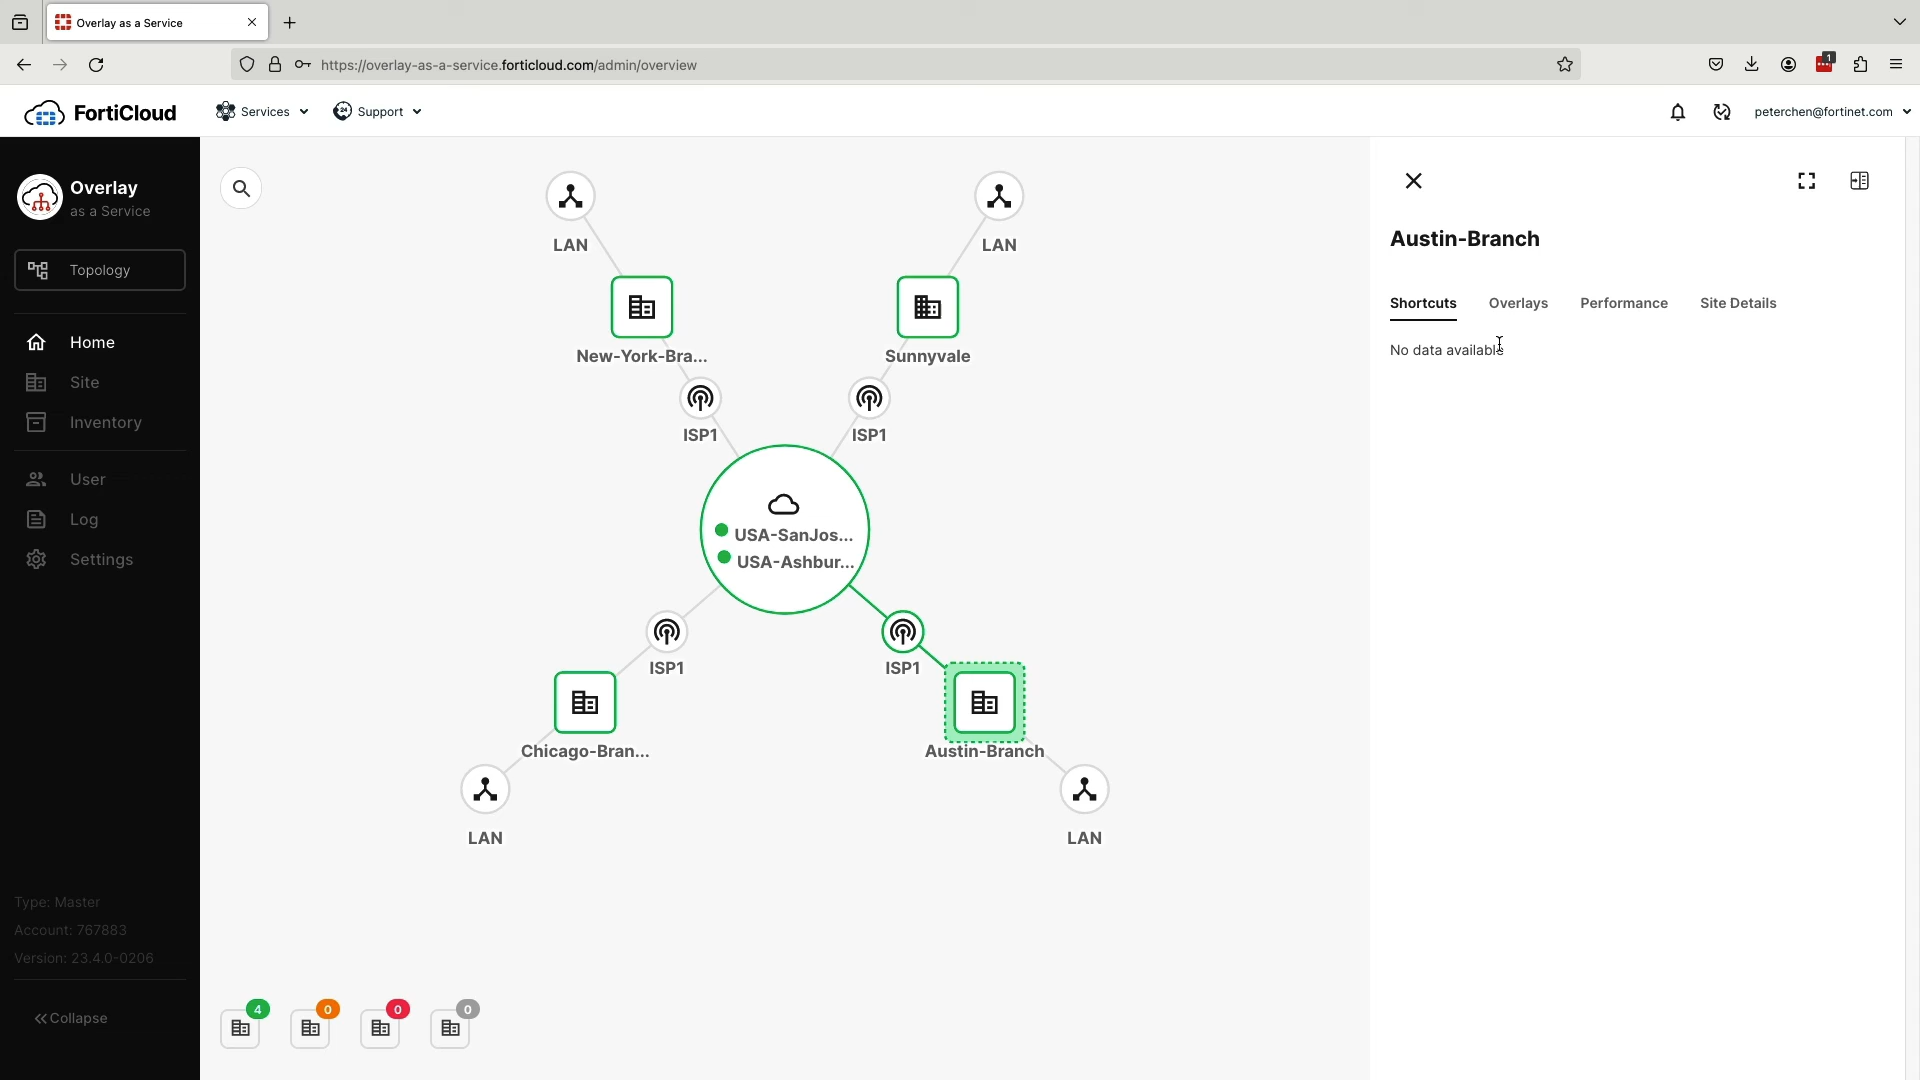 Overlay as a Service
https://overlay-as-a-service.forticloud.com/admin/overview
1
FortiCloud
Services
24
Support
peterchen@fortinet.com
Overlay
as a Service
Topology
Home
Site
Inventory
User
Log
Settings
Type: Master
Account: 767883
Version: 23.4.0-0206
Collapse
LAN
LAN
New-York-Bra...
Sunnyvale
ISP1
ISP1
USA-SanJos...
USA-Ashbur...
ISP1
ISP1
Chicago-Bran...
Austin-Branch
LAN
LAN
4
0
0
0
Austin-Branch
Shortcuts
Overlays
Performance
Site Details
No data available